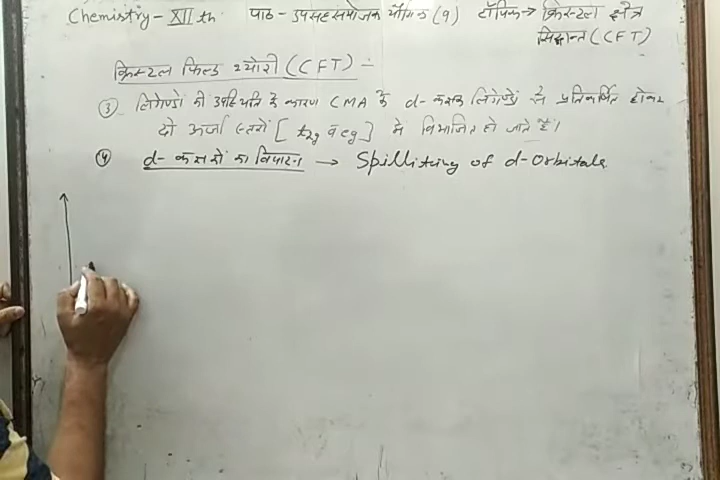 Chemistry - XII th पाठ - उपसहसंयोजक यौगिक (9) टॉपिक → क्रिस्टल क्षेत्र
सिद्धान्त (CFT)
क्रिस्टल फिल्ड थ्योरी (CFT) :-
(3) लिगेण्डो की उपस्थिति के कारण CMA के d- कक्षक लिगेण्डो से प्रतिकर्षित होकर
दो ऊर्जा स्तरों [ t2g व eg ] मे विभाजित हो जाते है।
(4) d- कक्षकों का विपाटन → Spilliting of d-Orbitals